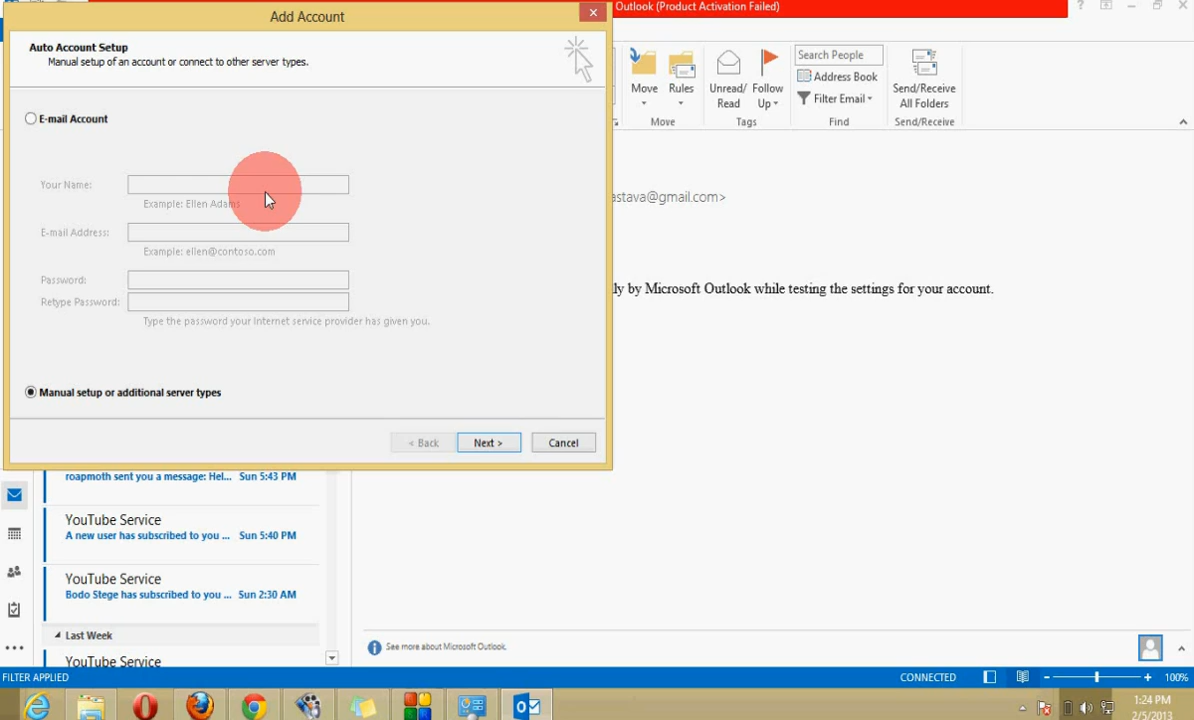 Add Account
Outlook (Product Activation Failed)
Auto Account Setup
Manual setup of an account or connect to other server types.
E-mail Account
Your Name:
Example: Ellen Adams
E-mail Address:
Example: ellen@contoso.com
Password:
Retype Password:
Type the password your Internet service provider has given you.
Manual setup or additional server types
< Back
Next >
Cancel
Move
Rules
Unread/
Read
Follow
Up
Search People
Address Book
Filter Email
Send/Receive
All Folders
Move
Tags
Find
Send/Receive
astava@gmail.com>
ly by Microsoft Outlook while testing the settings for your account.
roapmoth sent you a message: Hel... Sun 5:43 PM
YouTube Service
A new user has subscribed to you ... Sun 5:40 PM
YouTube Service
Bodo Stege has subscribed to you ... Sun 2:30 AM
Last Week
YouTube Service
See more about Microsoft Outlook.
FILTER APPLIED
CONNECTED
100%
1:24 PM
2/5/2013